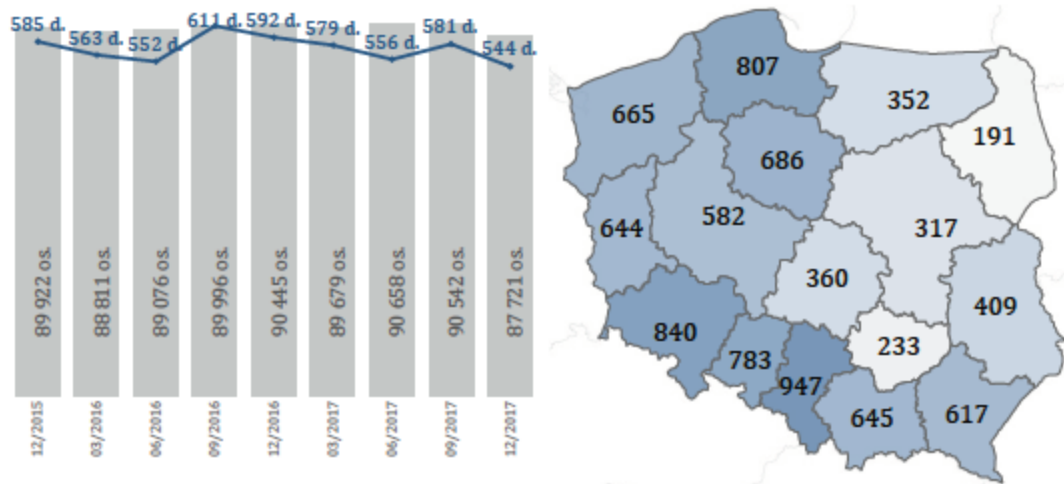 585 d.
563 d.
552 d.
611 d.
592 d.
579 d.
556 d.
581 d.
544 d.
89 922 os.
88 811 os.
89 076 os.
89 996 os.
90 445 os.
89 679 os.
90 658 os.
90 542 os.
87 721 os.
12/2015
03/2016
06/2016
09/2016
12/2016
03/2017
06/2017
09/2017
12/2017
807
352
665
191
686
582
644
317
360
409
840
233
783
947
645
617